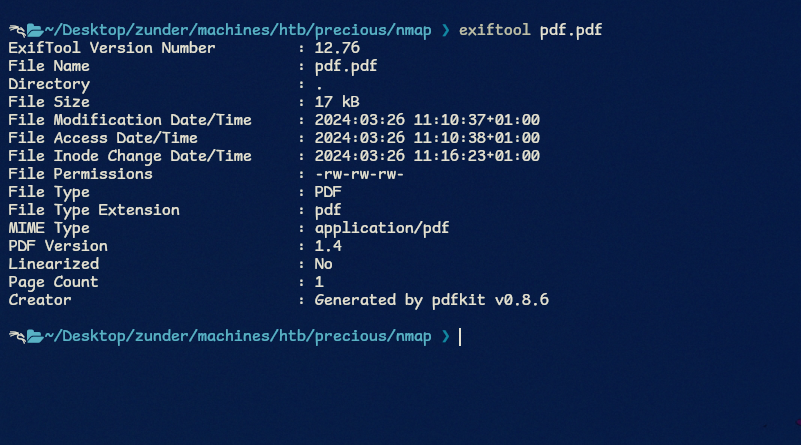 ~/Desktop/zunder/machines/htb/precious/nmap ❯ exiftool pdf.pdf
ExifTool Version Number : 12.76
File Name : pdf.pdf
Directory : .
File Size : 17 kB
File Modification Date/Time : 2024:03:26 11:10:37+01:00
File Access Date/Time : 2024:03:26 11:10:38+01:00
File Inode Change Date/Time : 2024:03:26 11:16:23+01:00
File Permissions : -rw-rw-rw-
File Type : PDF
File Type Extension : pdf
MIME Type : application/pdf
PDF Version : 1.4
Linearized : No
Page Count : 1
Creator : Generated by pdfkit v0.8.6
~/Desktop/zunder/machines/htb/precious/nmap ❯